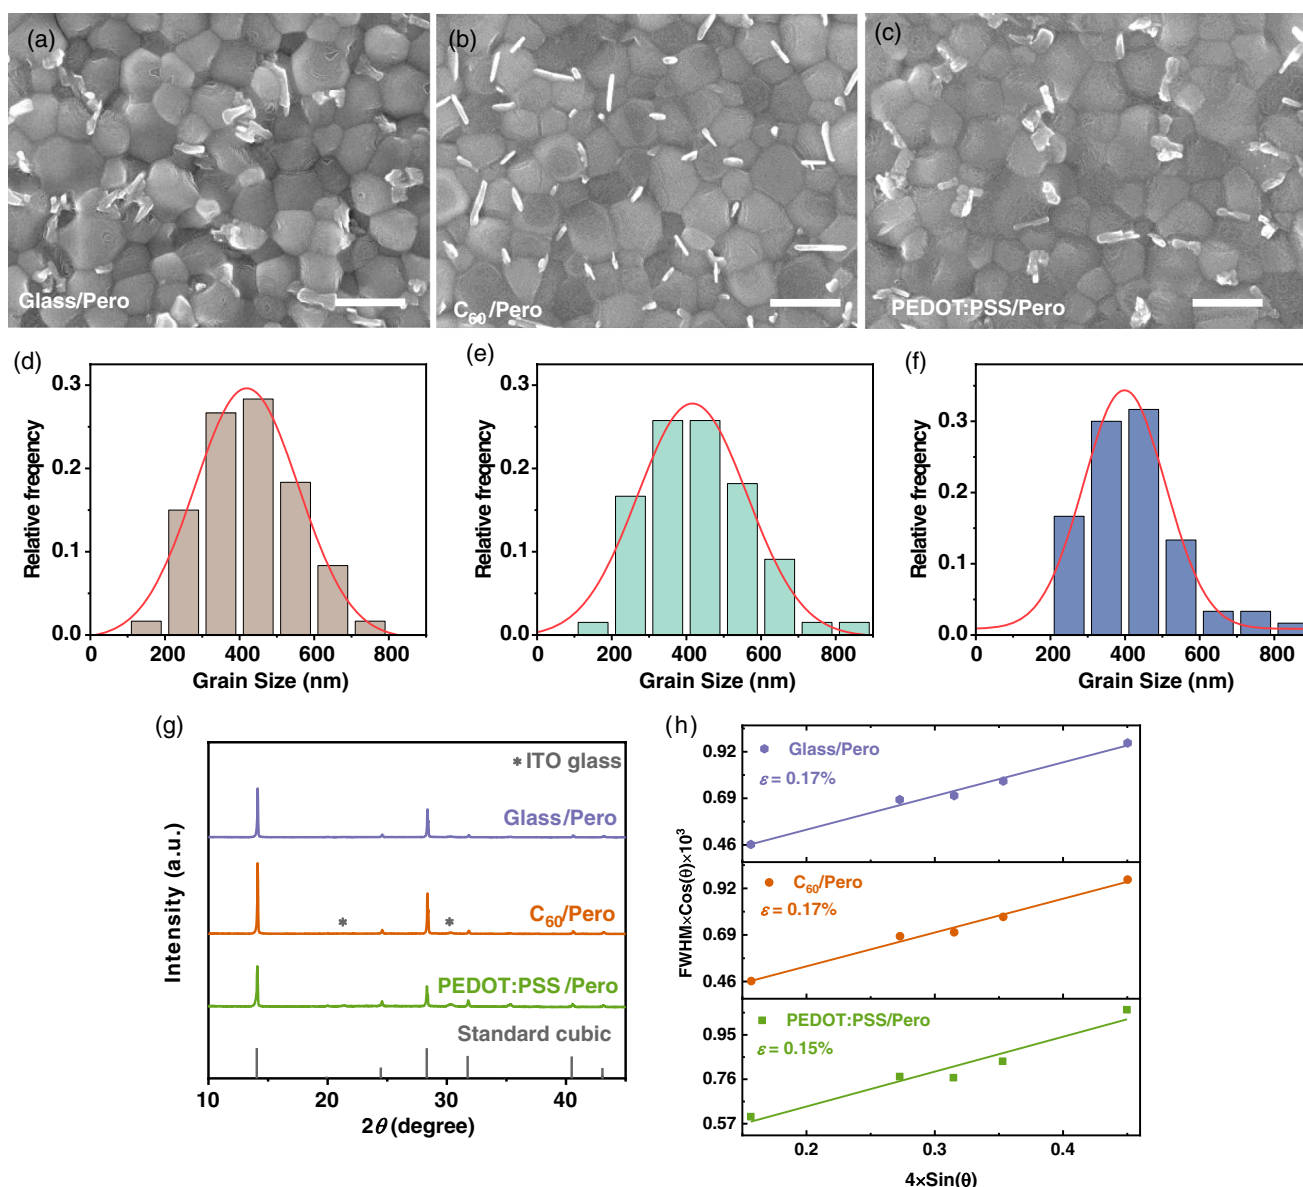 (a)
Glass/Pero
(b)
C60/Pero
(c)
PEDOT:PSS/Pero
(d)
0.3
0.2
0.1
0.0
Relative freqency
0 200 400 600 800
Grain Size (nm)
(e)
0.3
0.2
0.1
0.0
Relative freqency
0 200 400 600 800
Grain Size (nm)
(f)
0.3
0.2
0.1
0.0
Relative freqency
0 200 400 600 800
Grain Size (nm)
(g)
* ITO glass
Glass/Pero
C60/Pero
* *
PEDOT:PSS/Pero
Standard cubic
Intensity (a.u.)
10 20 30 40
2θ (degree)
(h)
Glass/Pero
ε = 0.17%
0.92
0.69
0.46
C60/Pero
ε = 0.17%
0.92
0.69
0.46
PEDOT:PSS/Pero
ε = 0.15%
0.95
0.76
0.57
FWHM×Cos(θ)×10³
0.2 0.3 0.4
4×Sin(θ)